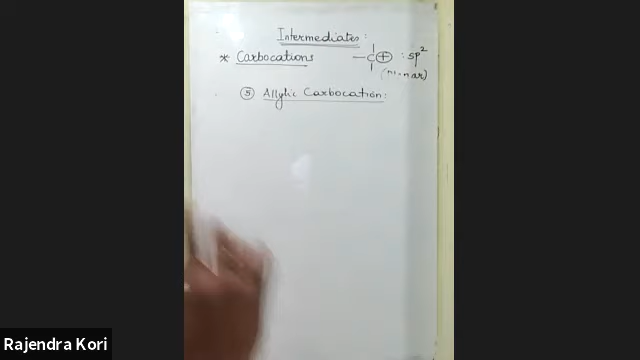 Intermediates:
* Carbocations
— C ⊕ : sp²
(planar)
⑤ Allylic Carbocation:
Rajendra Kori